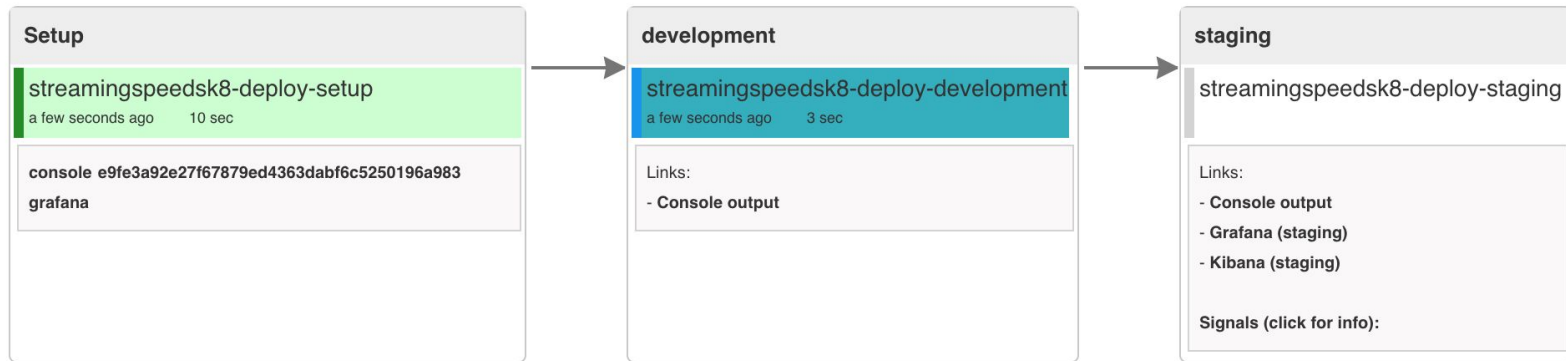 Setup
streamingspeedsk8-deploy-setup
a few seconds ago 10 sec
console e9fe3a92e27f67879ed4363dabf6c5250196a983
grafana
development
streamingspeedsk8-deploy-development
a few seconds ago 3 sec
Links:
- Console output
staging
streamingspeedsk8-deploy-staging
Links:
- Console output
- Grafana (staging)
- Kibana (staging)
Signals (click for info):